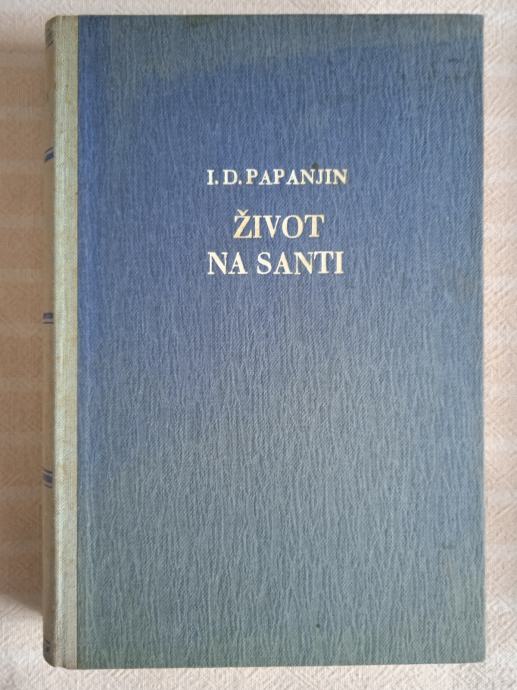 I. D. PAPANJIN
ŽIVOT
NA SANTI